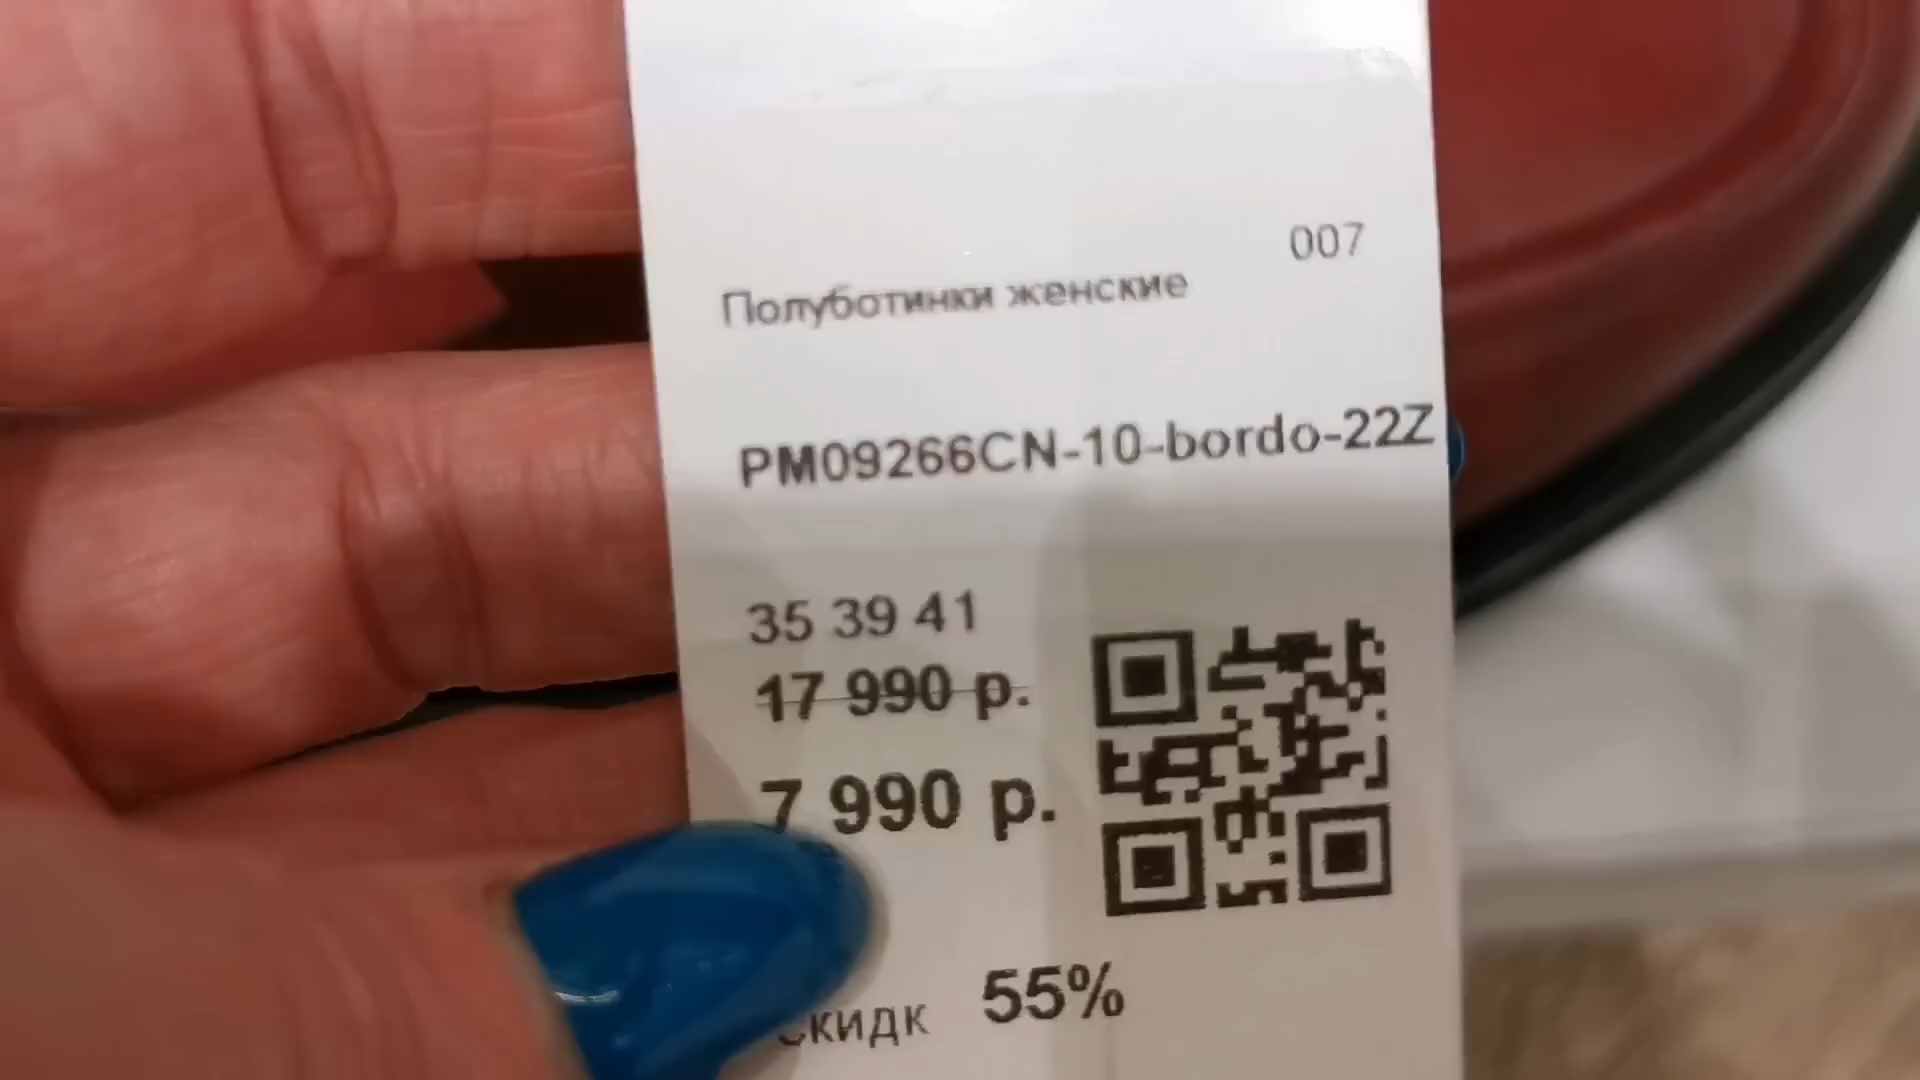 007
Полуботинки женские
PM09266CN-10-bordo-22Z
35 39 41
17 990 р.
7 990 р.
скидк 55%